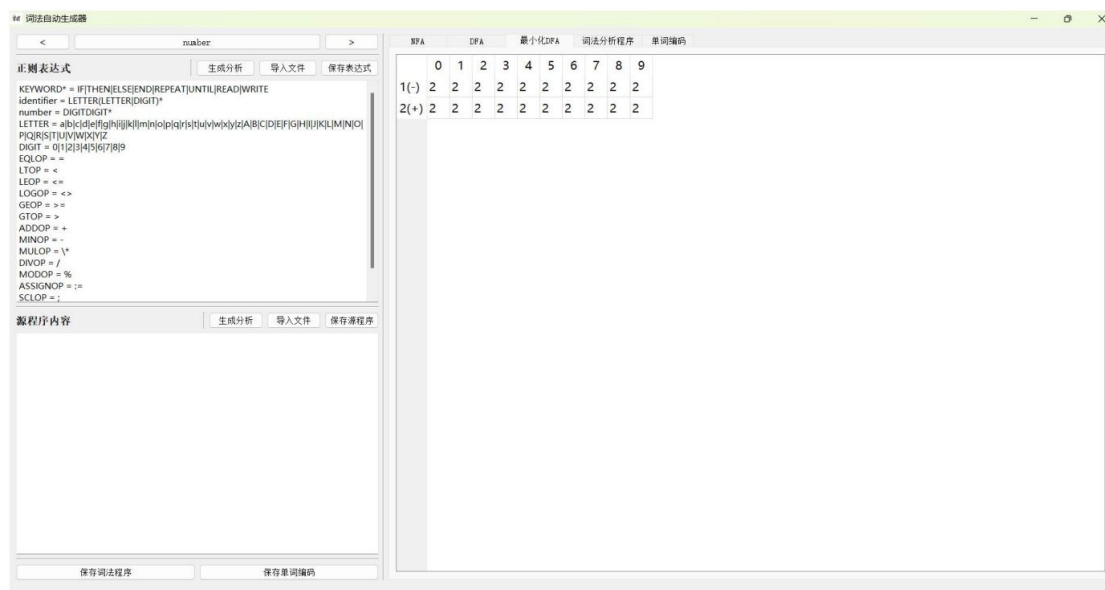 词法自动生成器
< number >
正则表达式 生成分析 导入文件 保存表达式
KEYWORD* = IF|THEN|ELSE|END|REPEAT|UNTIL|READ|WRITE
identifier = LETTER(LETTER|DIGIT)*
number = DIGITDIGIT*
LETTER = a|b|c|d|e|f|g|h|i|j|k|l|m|n|o|p|q|r|s|t|u|v|w|x|y|z|A|B|C|D|E|F|G|H|I|J|K|L|M|N|O|
P|Q|R|S|T|U|V|W|X|Y|Z
DIGIT = 0|1|2|3|4|5|6|7|8|9
EQLOP = =
LTOP = <
LEOP = <=
LOGOP = <>
GEOP = >=
GTOP = >
ADDOP = +
MINOP = -
MULOP = \*
DIVOP = /
MODOP = %
ASSIGNOP = :=
SCLOP = ;
源程序内容 生成分析 导入文件 保存源程序
保存词法程序 保存单词编码
NFA DFA 最小化DFA 词法分析程序 单词编码
0 1 2 3 4 5 6 7 8 9
1(-) 2 2 2 2 2 2 2 2 2 2
2(+) 2 2 2 2 2 2 2 2 2 2